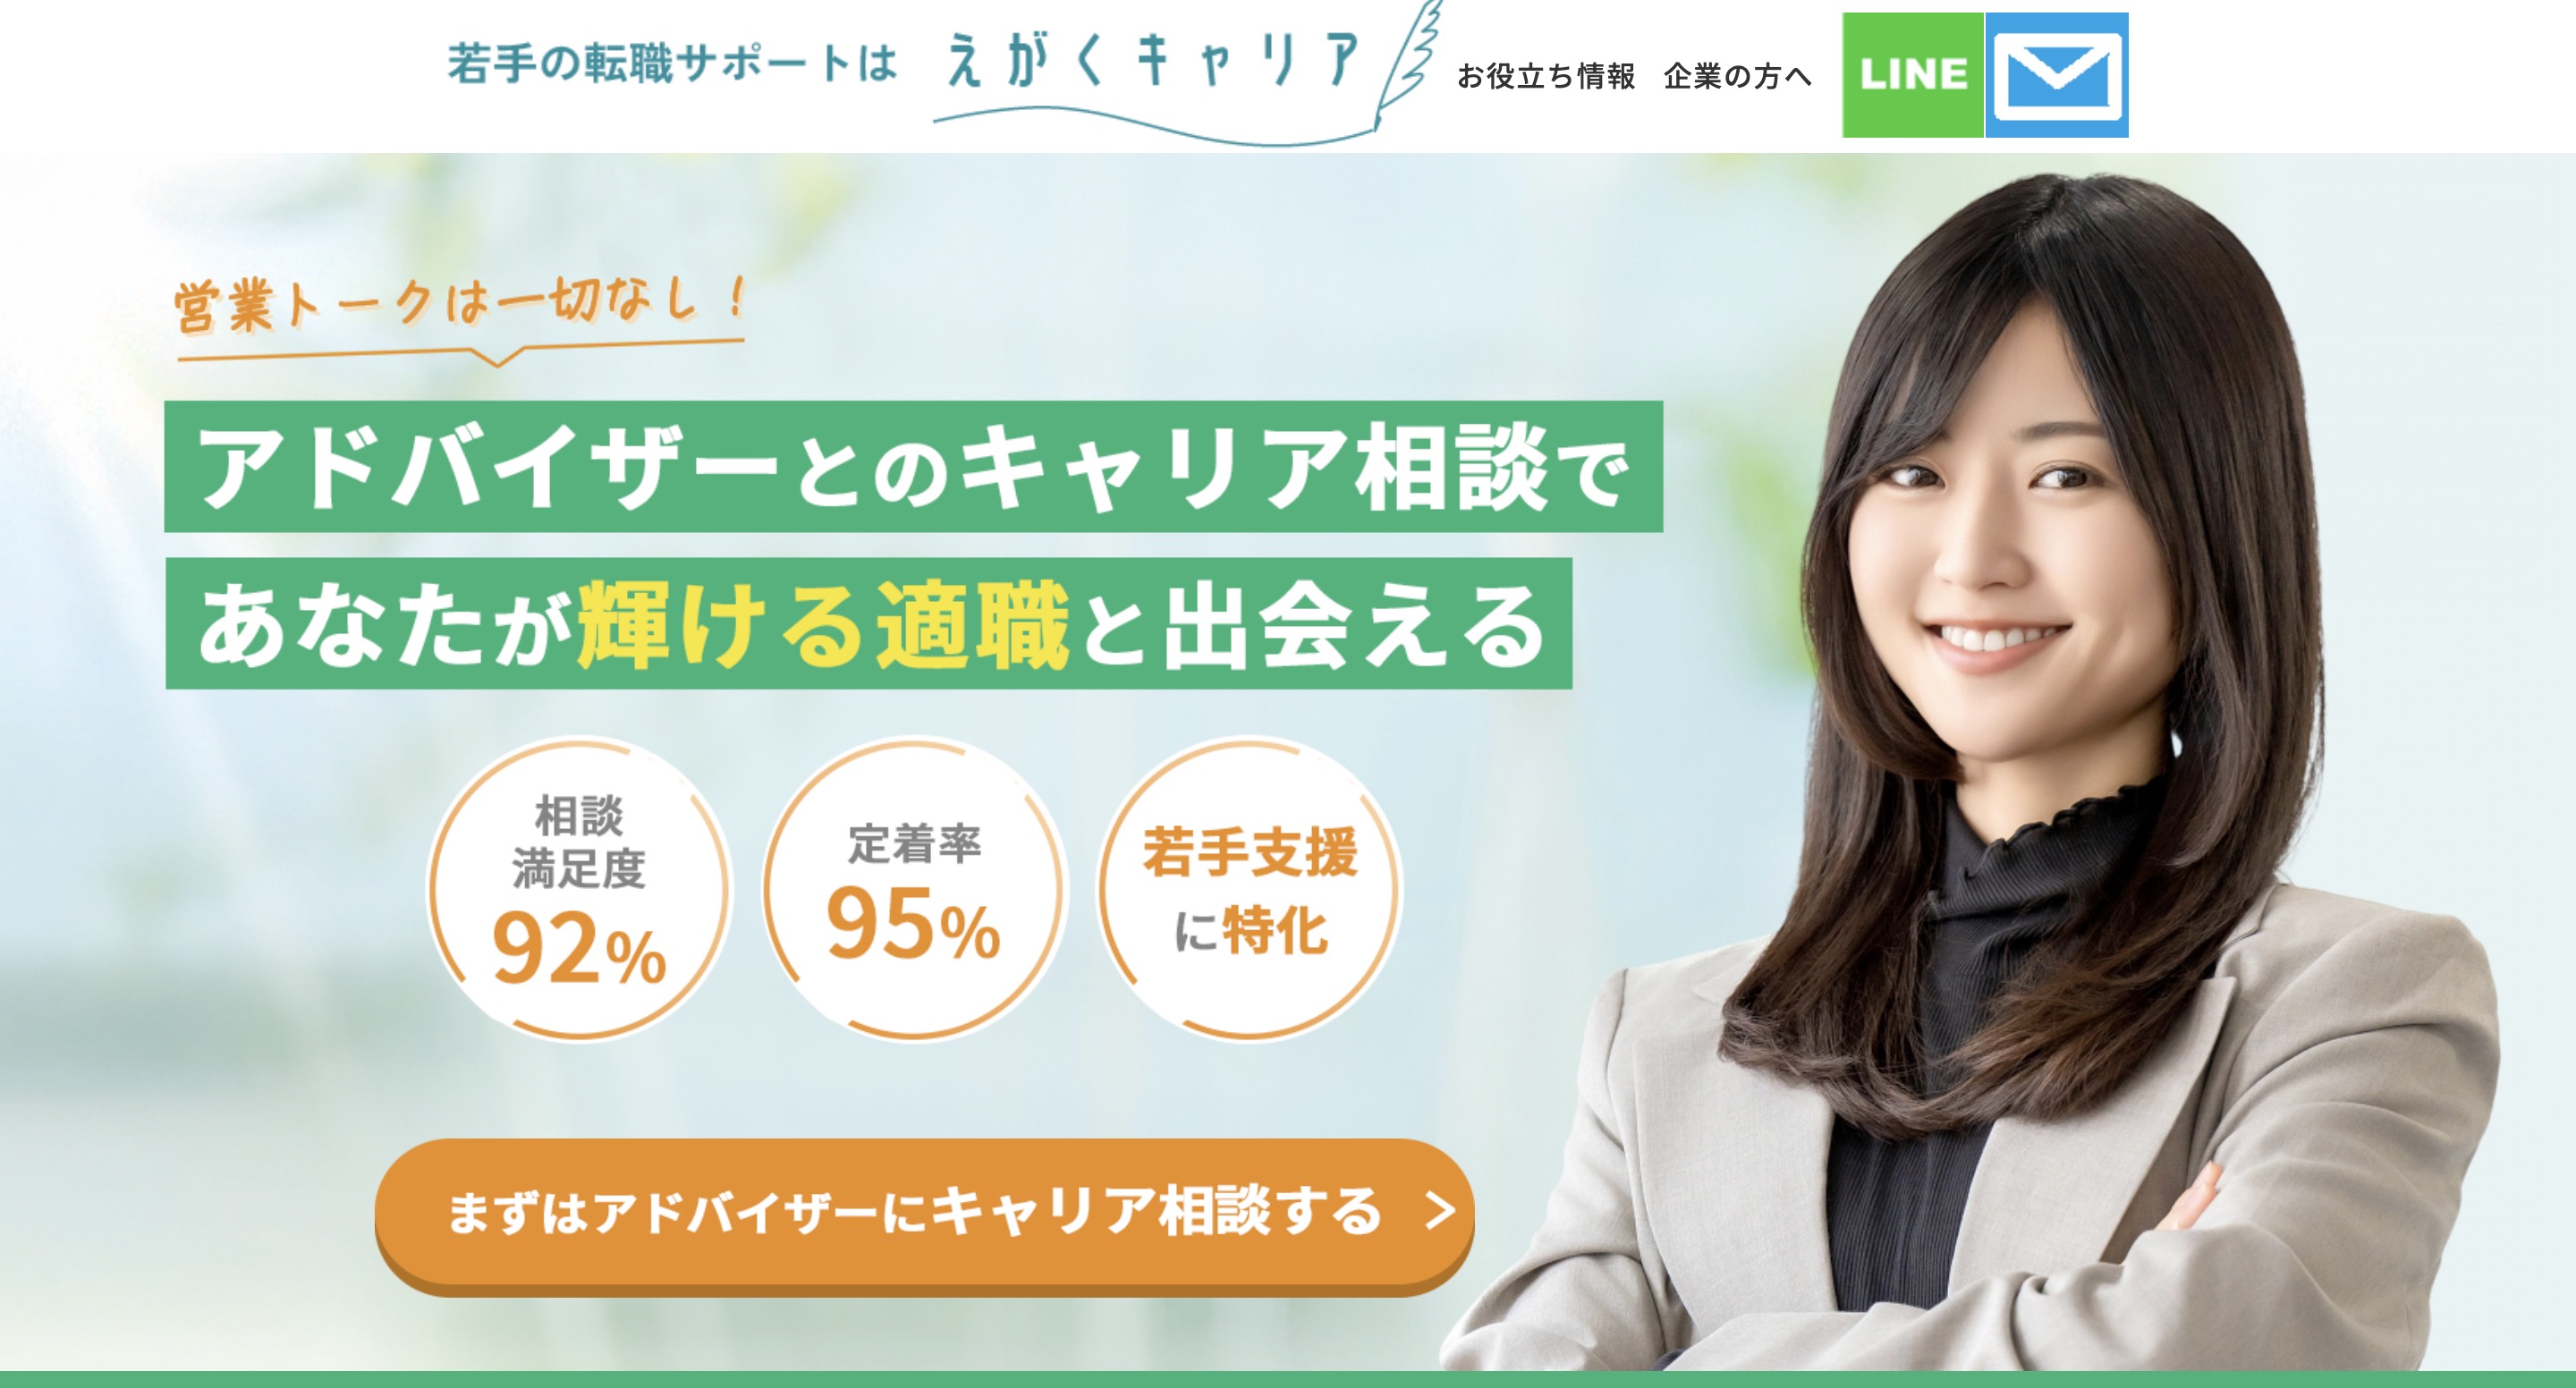 若手の転職サポートは えがくキャリア
お役立ち情報 企業の方へ
LINE
営業トークは一切なし！
アドバイザーとのキャリア相談で
あなたが輝ける適職と出会える
相談
満足度
92%
定着率
95%
若手支援
に特化
まずはアドバイザーにキャリア相談する >